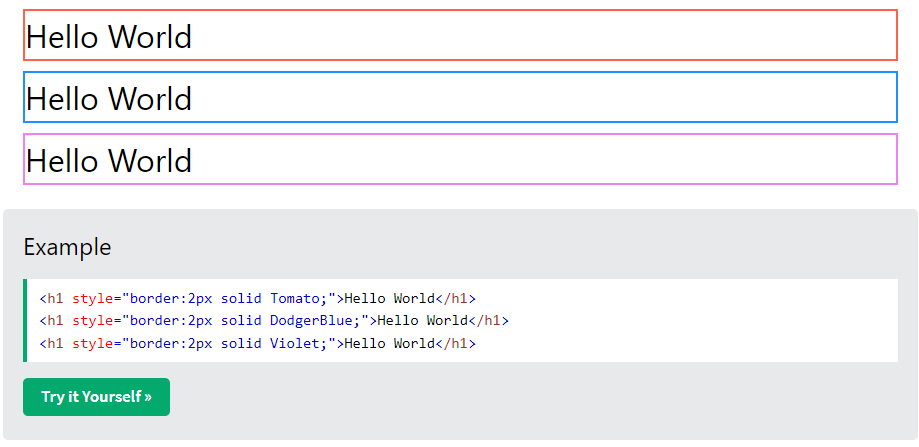 Hello World
Hello World
Hello World
Example
<h1 style="border:2px solid Tomato;">Hello World</h1>
<h1 style="border:2px solid DodgerBlue;">Hello World</h1>
<h1 style="border:2px solid Violet;">Hello World</h1>
Try it Yourself »